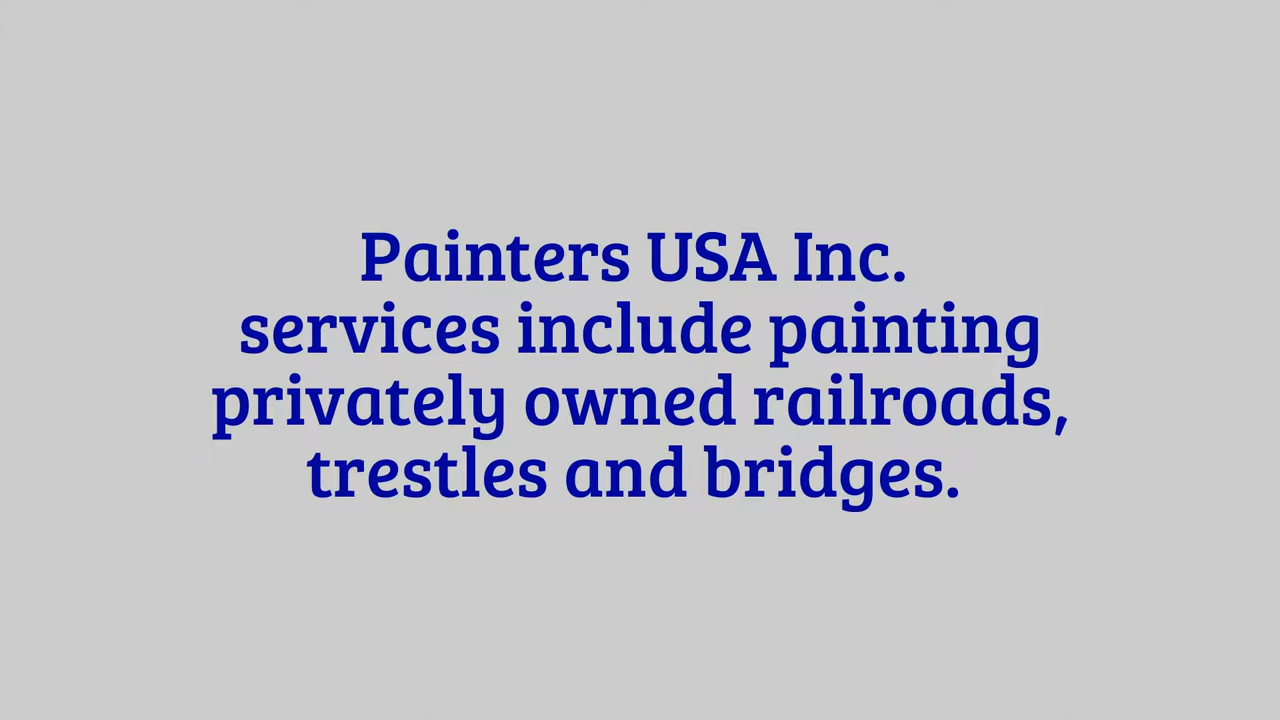 Painters USA Inc.
services include painting
privately owned railroads,
trestles and bridges.